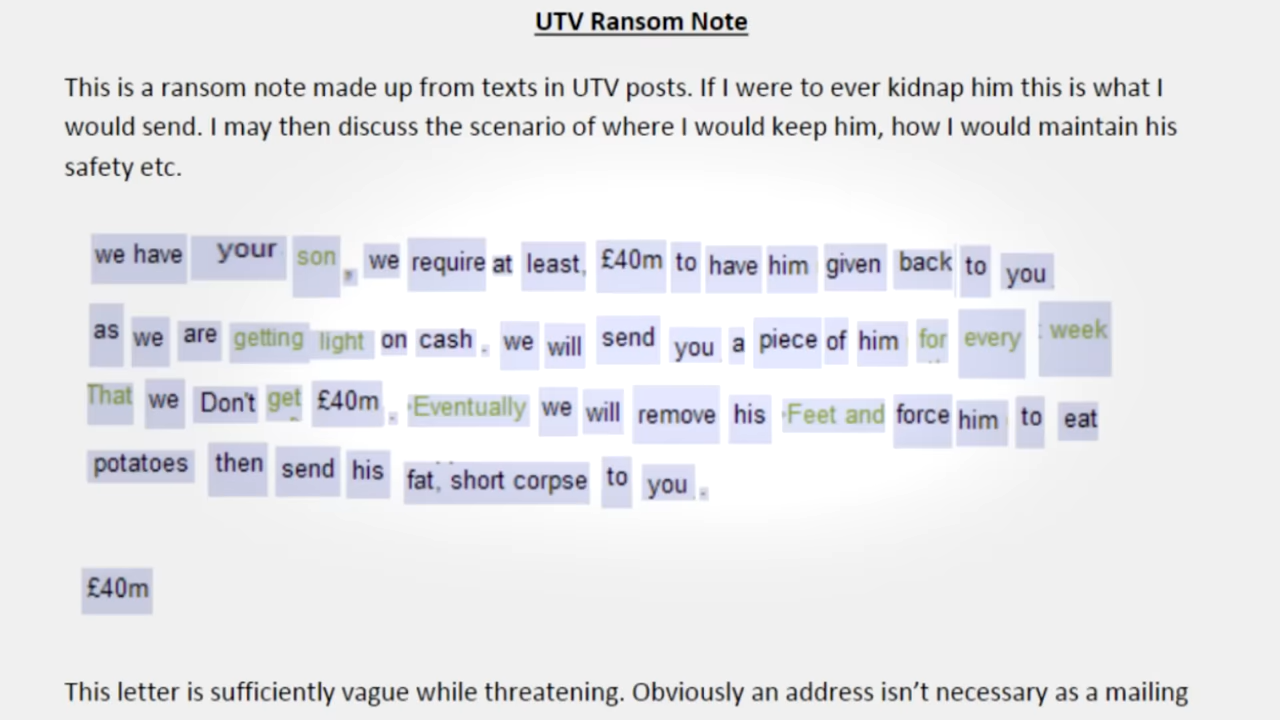 UTV Ransom Note
This is a ransom note made up from texts in UTV posts. If I were to ever kidnap him this is what I
would send. I may then discuss the scenario of where I would keep him, how I would maintain his
safety etc.
we have your son, we require at least, £40m to have him given back to you
as we are getting light on cash. we will send you a piece of him for every week
That we Don't get £40m. Eventually we will remove his Feet and force him to eat
potatoes then send his fat, short corpse to you.
£40m
This letter is sufficiently vague while threatening. Obviously an address isn’t necessary as a mailing